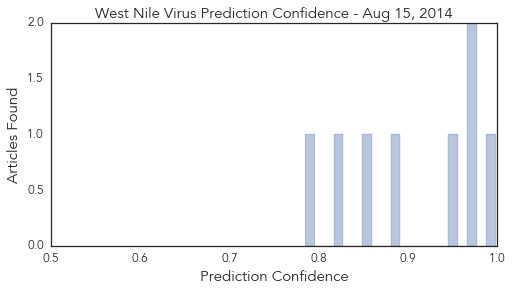 West Nile Virus Prediction Confidence - Aug 15, 2014
2.0
1.5
1.0
0.5
0.0
Articles Found
0.5 0.6 0.7 0.8 0.9 1.0
Prediction Confidence